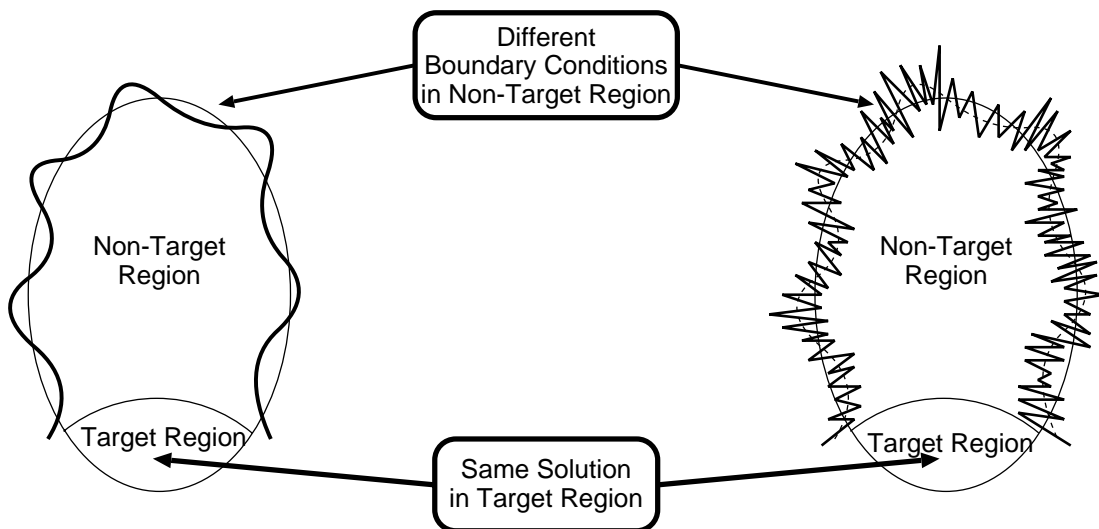 Different
Boundary Conditions
in Non-Target Region
Non-Target
Region
Non-Target
Region
Target Region
Target Region
Same Solution
in Target Region